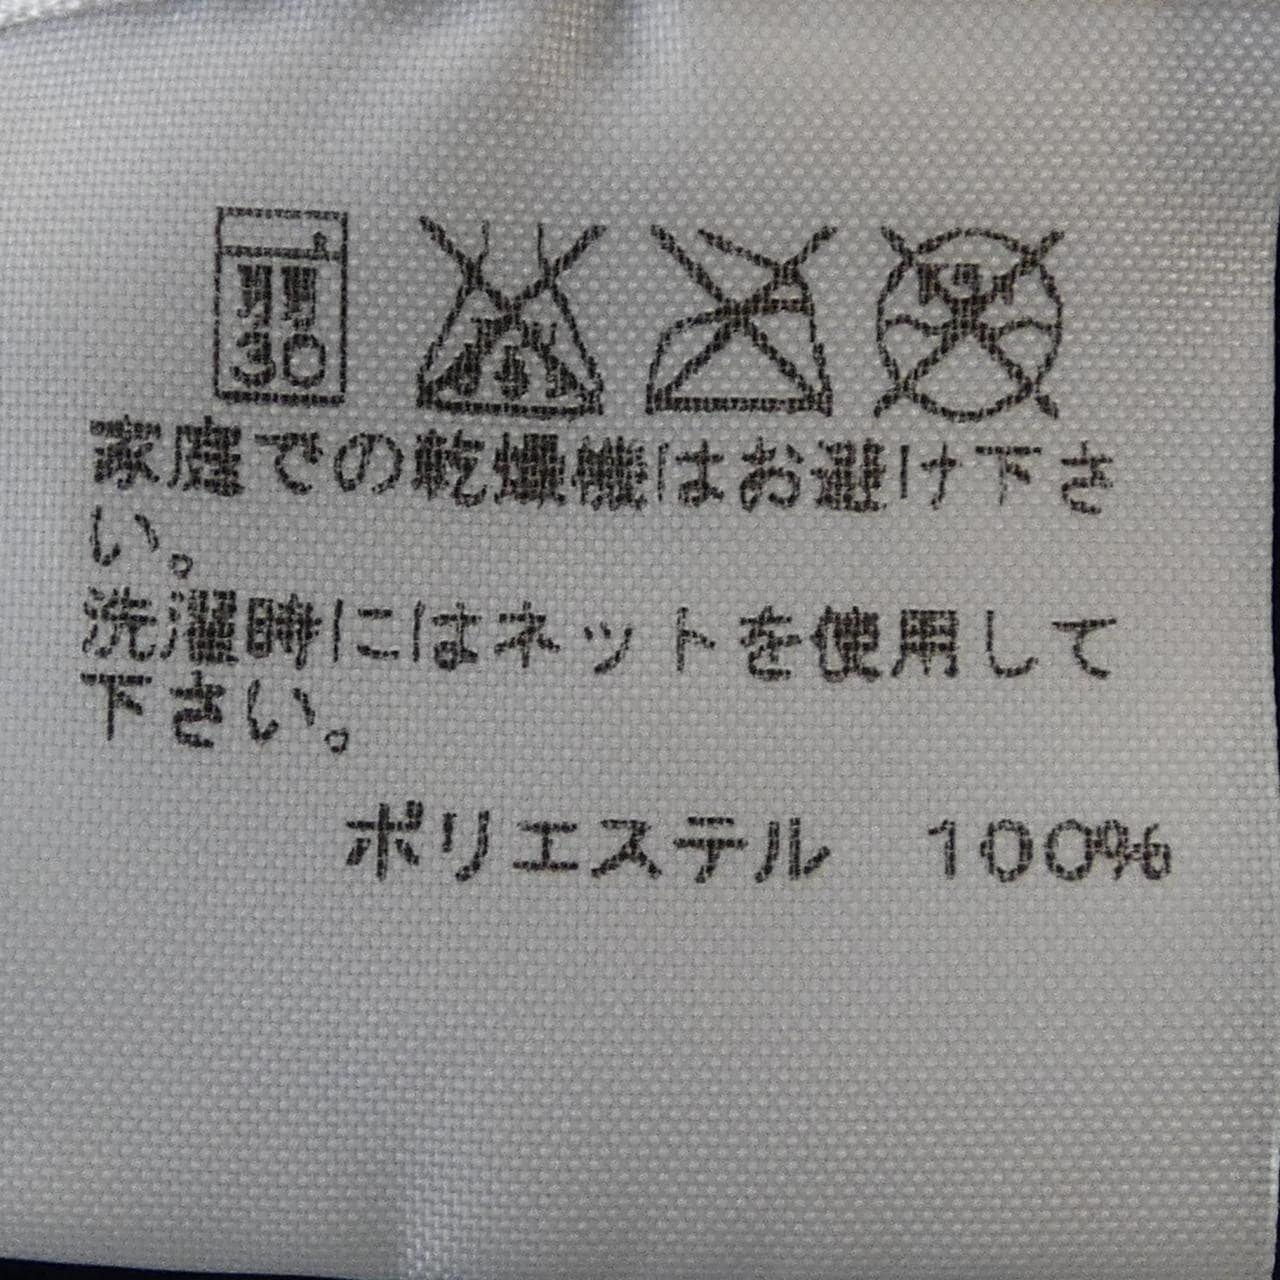 弱
30
家庭での乾燥機はお避け下さ
い。
洗濯時にはネットを使用して
下さい。
ポリエステル 100%